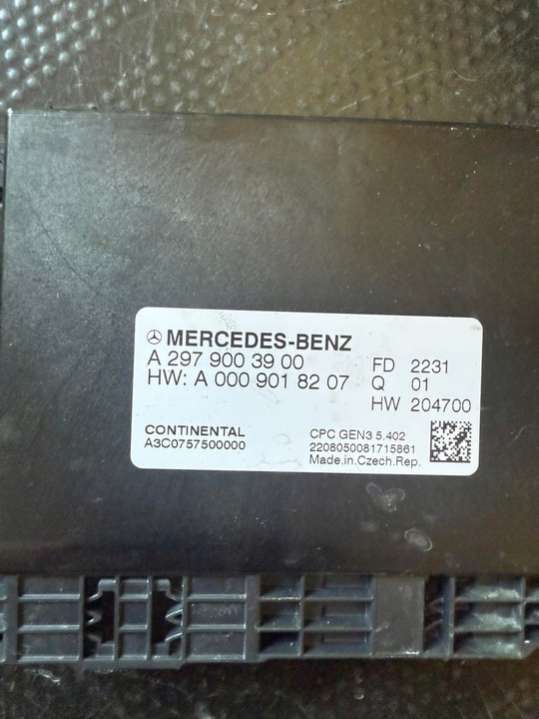 MERCEDES-BENZ
A 297 900 39 00
HW: A 000 901 82 07
FD 2231
Q 01
HW 204700
CONTINENTAL
A3C0757500000
CPC GEN3 5.402
2208050081715861
Made.in.Czech.Rep.